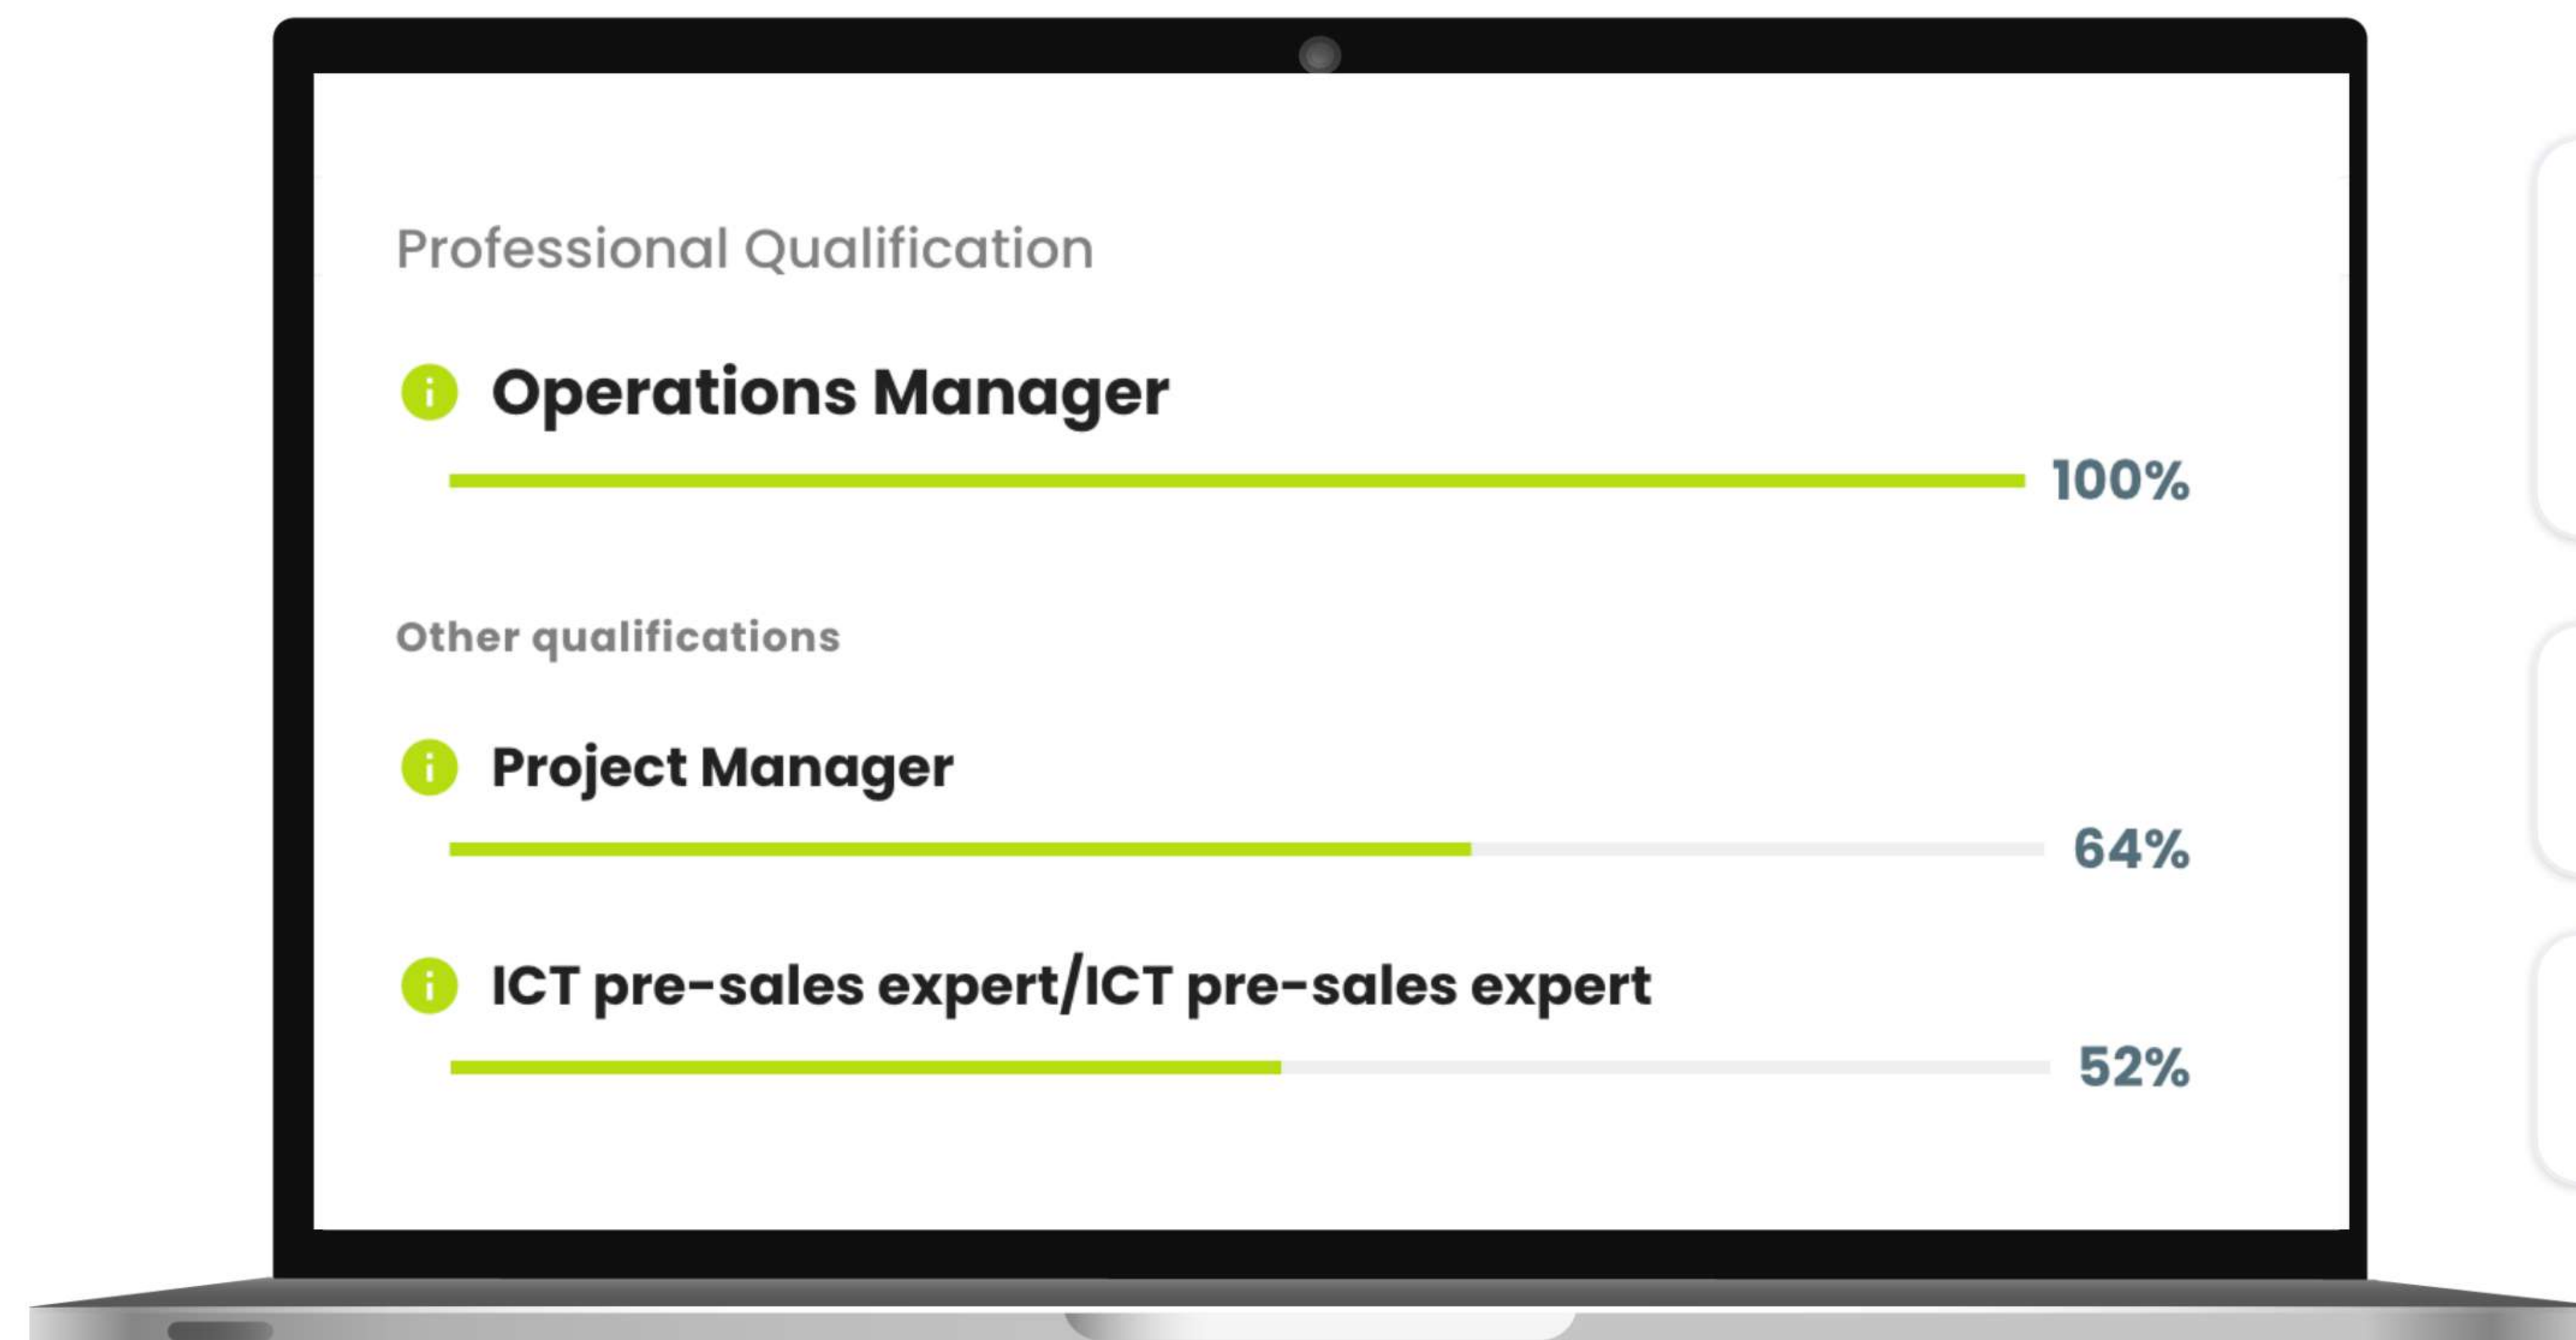 Professional Qualification
Operations Manager
100%
Other qualifications
Project Manager
64%
ICT pre-sales expert/ICT pre-sales expert
52%